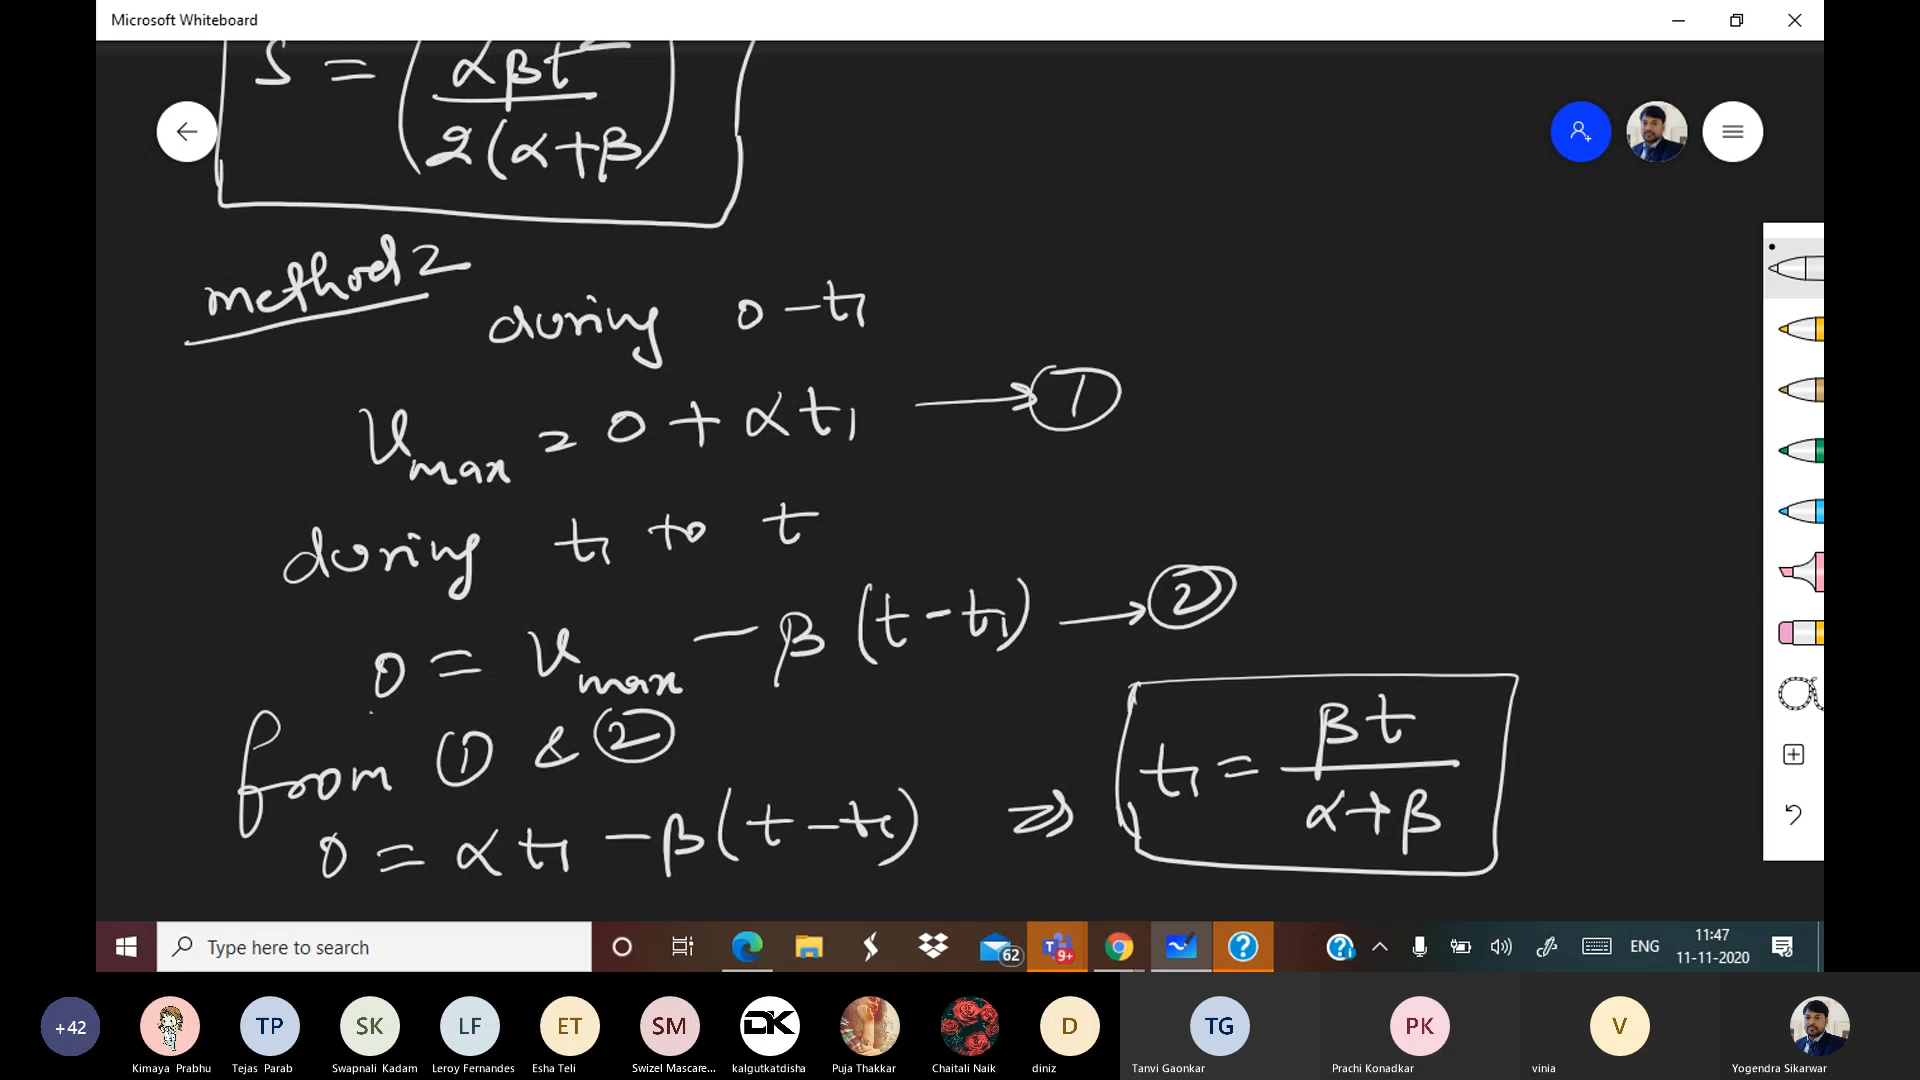 Microsoft Whiteboard
S = (αβt²
2(α+β)
method 2
during 0 - t₁
Vmax = 0 + αt₁ → ①
during t₁ to t
0 = Vmax - β (t - t₁) → ②
from ① & ②
0 = αt₁ - β(t - t₁) ⇒ t₁ = βt
α+β
Type here to search
62
9+
ENG
11:47
11-11-2020
+42
TP
SK
LF
ET
SM
DK
D
TG
PK
V
Kimaya Prabhu
Tejas Parab
Swapnali Kadam
Leroy Fernandes
Esha Teli
Swizel Mascare...
kalgutkatdisha
Puja Thakkar
Chaitali Naik
diniz
Tanvi Gaonkar
Prachi Konadkar
vinia
Yogendra Sikarwar